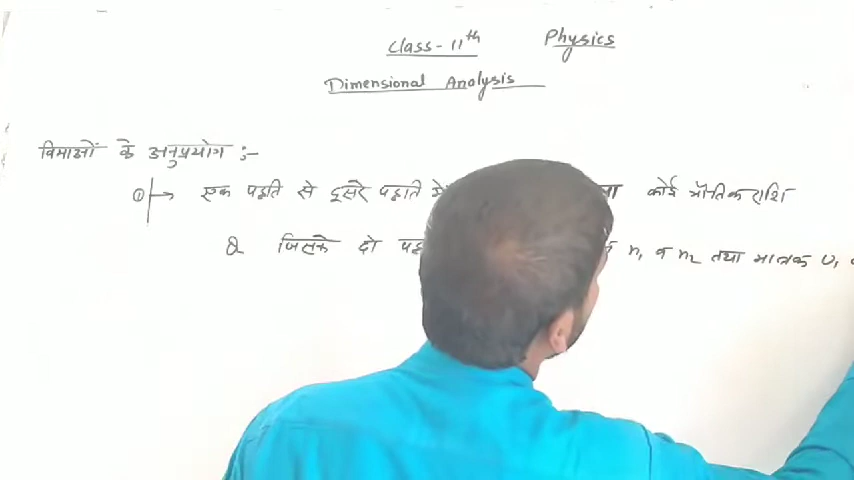 Class-11th Physics
Dimensional Analysis
विमाओं के अनुप्रयोग :-
① → एक पद्धति से दूसरे पद्धति में कोई भौतिक राशि
Q जिसके दो n₁ व n₂ तथा मात्रक U₁